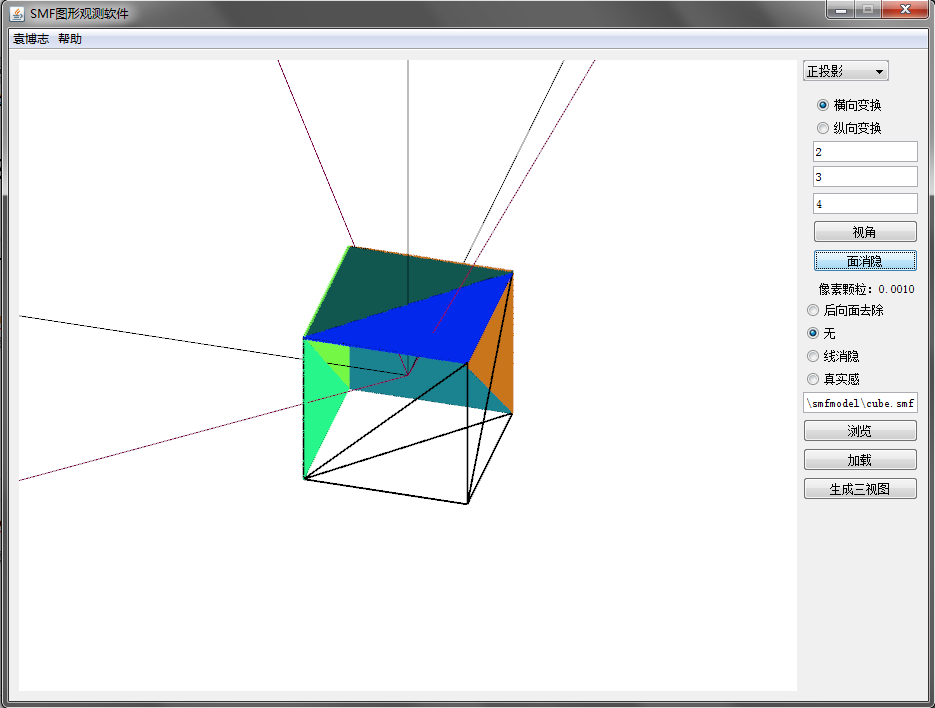 SMF图形观测软件
袁博志 帮助
正投影
横向变换
纵向变换
2
3
4
视角
面消隐
像素颗粒：0.0010
后向面去除
无
线消隐
真实感
\smfmodel\cube.smf
浏览
加载
生成三视图